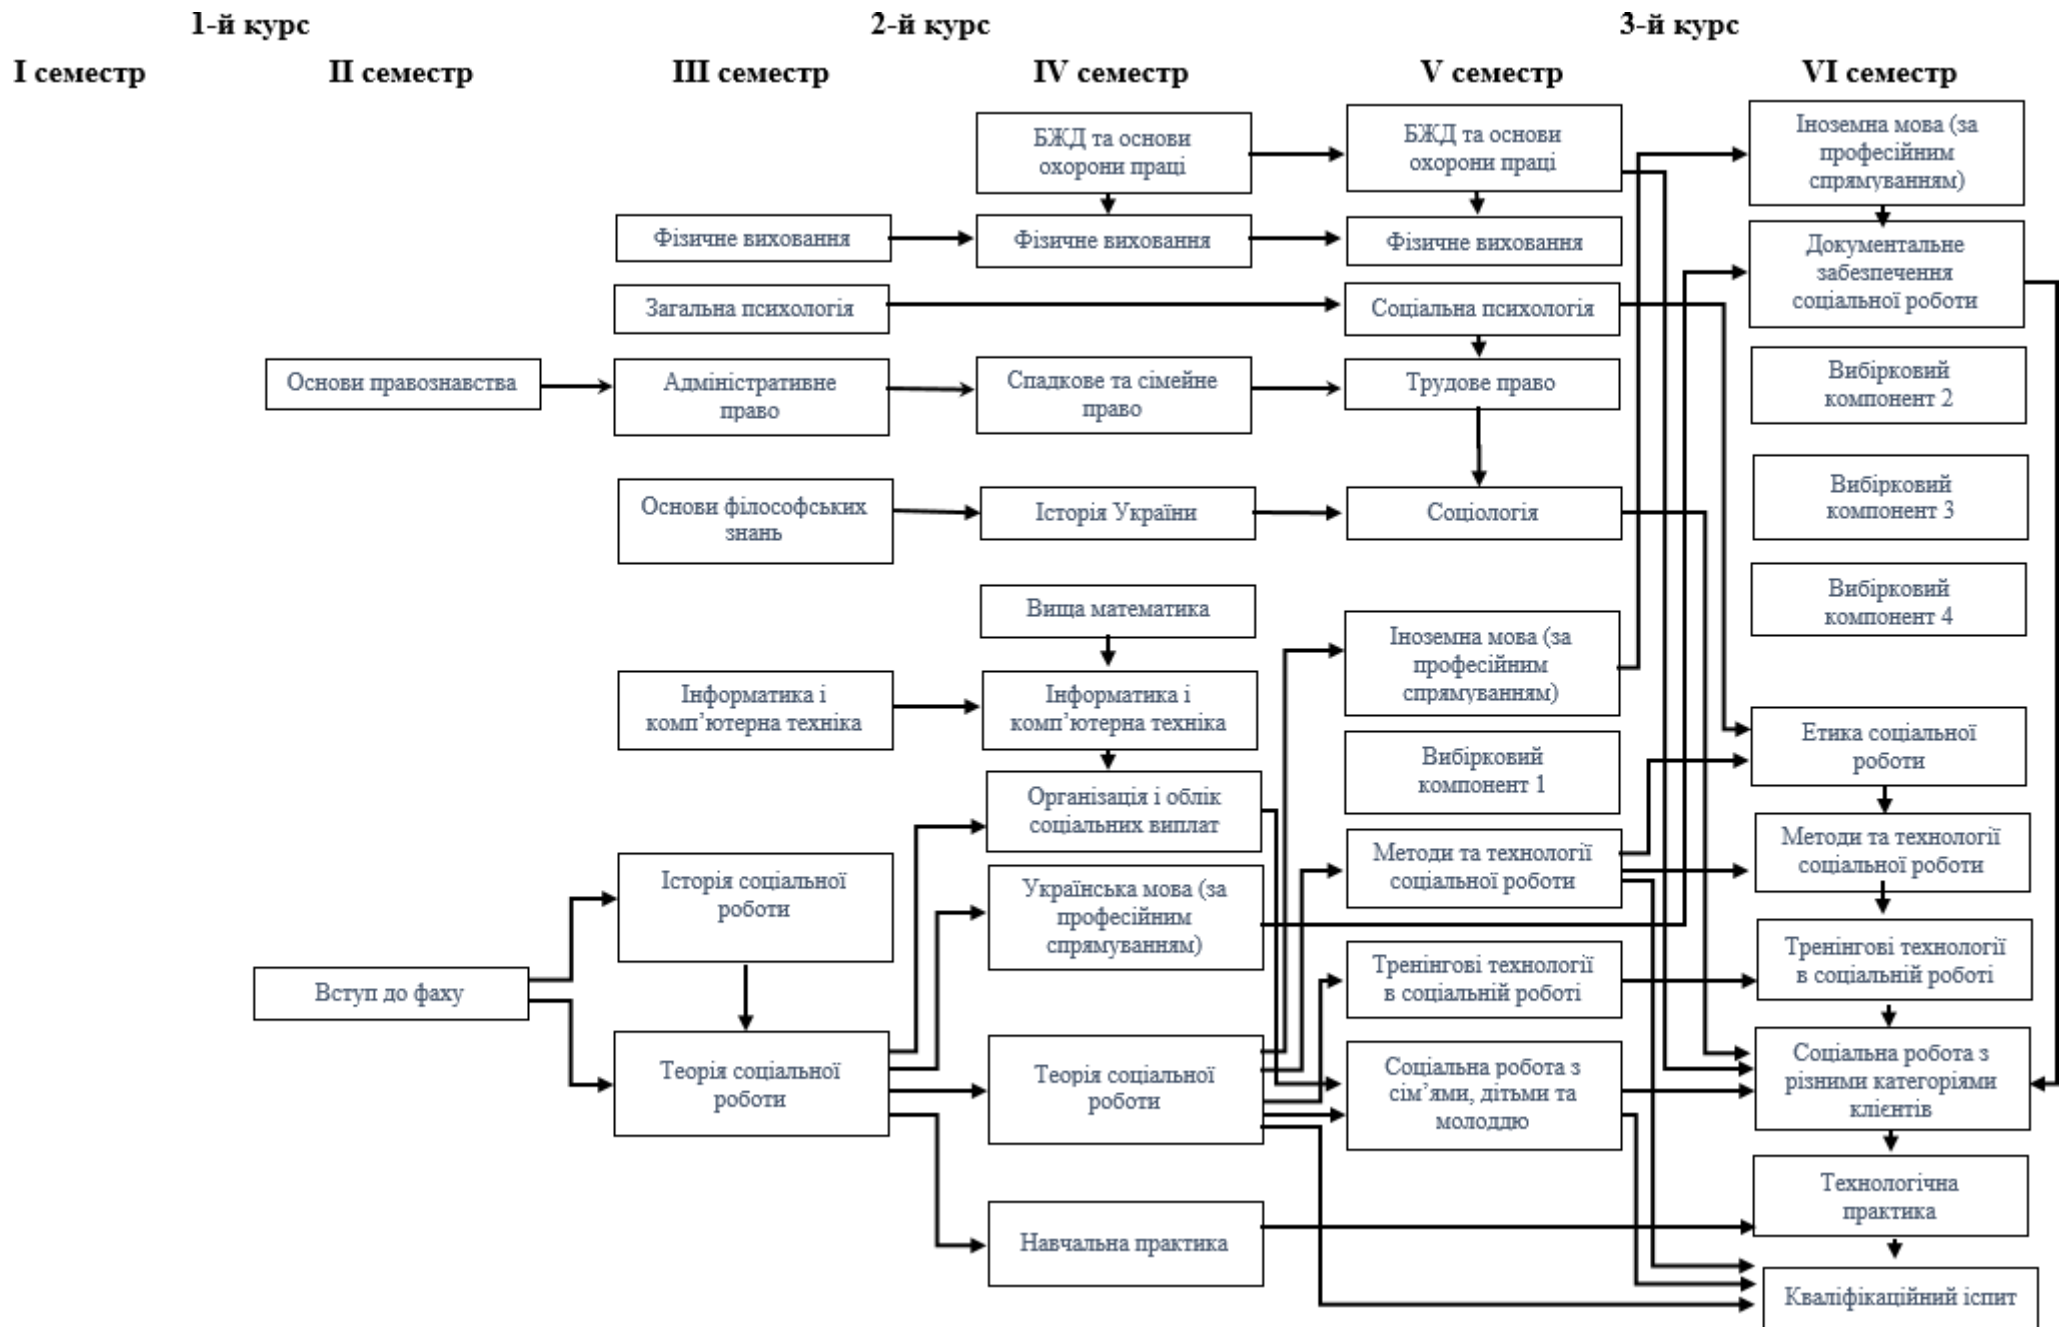 1-й курс
2-й курс
3-й курс
I семестр
II семестр
III семестр
IV семестр
V семестр
VI семестр
Основи правознавства
Вступ до фаху
Фізичне виховання
Загальна психологія
Адміністративне
право
Основи філософських
знань
Інформатика і
комп’ютерна техніка
Історія соціальної
роботи
Теорія соціальної
роботи
БЖД та основи
охорони праці
Фізичне виховання
Спадкове та сімейне
право
Історія України
Вища математика
Інформатика і
комп’ютерна техніка
Організація і облік
соціальних виплат
Українська мова (за
професійним
спрямуванням)
Теорія соціальної
роботи
Навчальна практика
БЖД та основи
охорони праці
Фізичне виховання
Соціальна психологія
Трудове право
Соціологія
Іноземна мова (за
професійним
спрямуванням)
Вибірковий
компонент 1
Методи та технології
соціальної роботи
Тренінгові технології
в соціальній роботі
Соціальна робота з
сім’ями, дітьми та
молоддю
Іноземна мова (за
професійним
спрямуванням)
Документальне
забезпечення
соціальної роботи
Вибірковий
компонент 2
Вибірковий
компонент 3
Вибірковий
компонент 4
Етика соціальної
роботи
Методи та технології
соціальної роботи
Тренінгові технології
в соціальній роботі
Соціальна робота з
різними категоріями
клієнтів
Технологічна
практика
Кваліфікаційний іспит